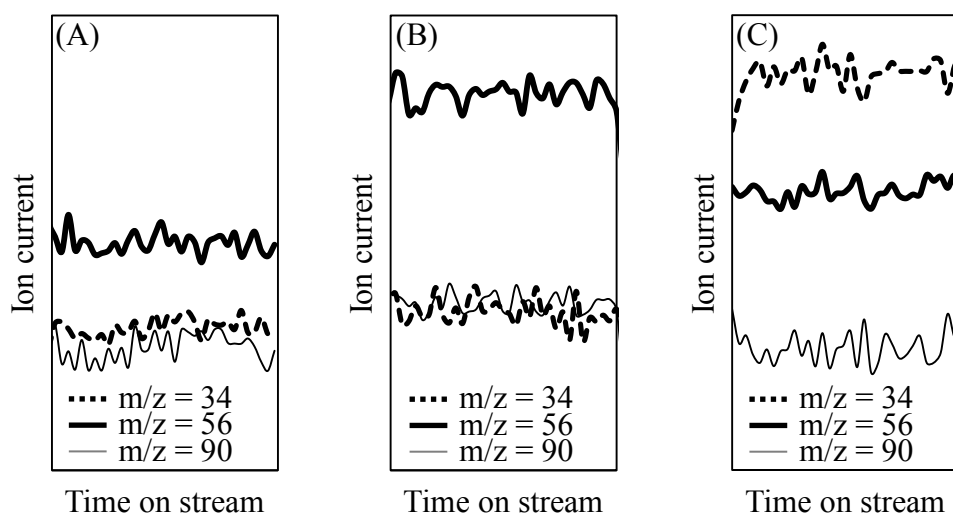 (A)
Ion current
m/z = 34
m/z = 56
m/z = 90
Time on stream
(B)
Ion current
m/z = 34
m/z = 56
m/z = 90
Time on stream
(C)
Ion current
m/z = 34
m/z = 56
m/z = 90
Time on stream